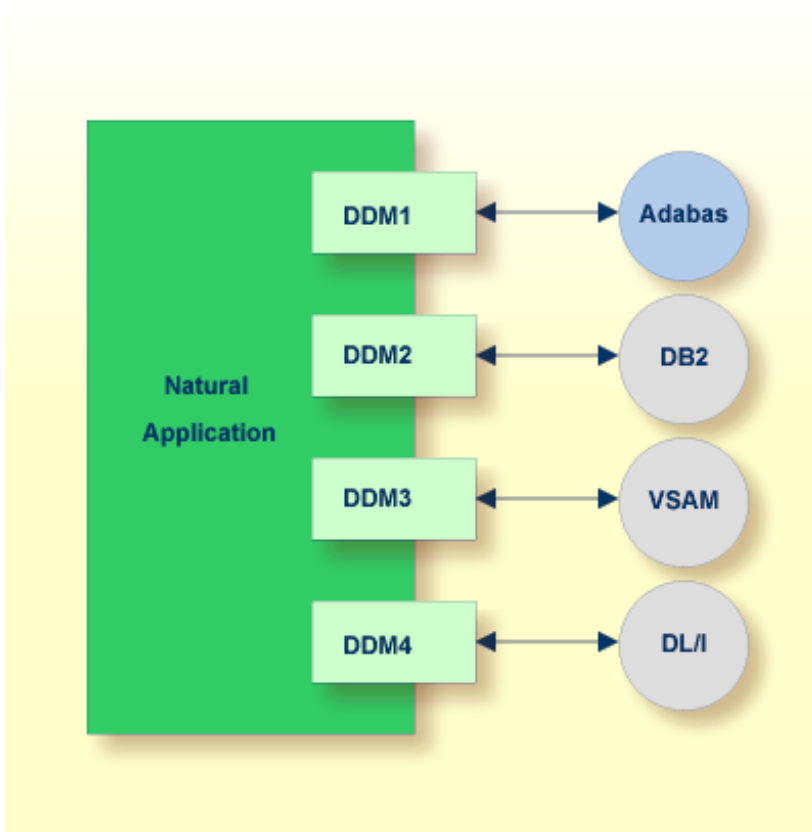 DDM1
Adabas
DDM2
DB2
Natural
Application
DDM3
VSAM
DDM4
DL/I